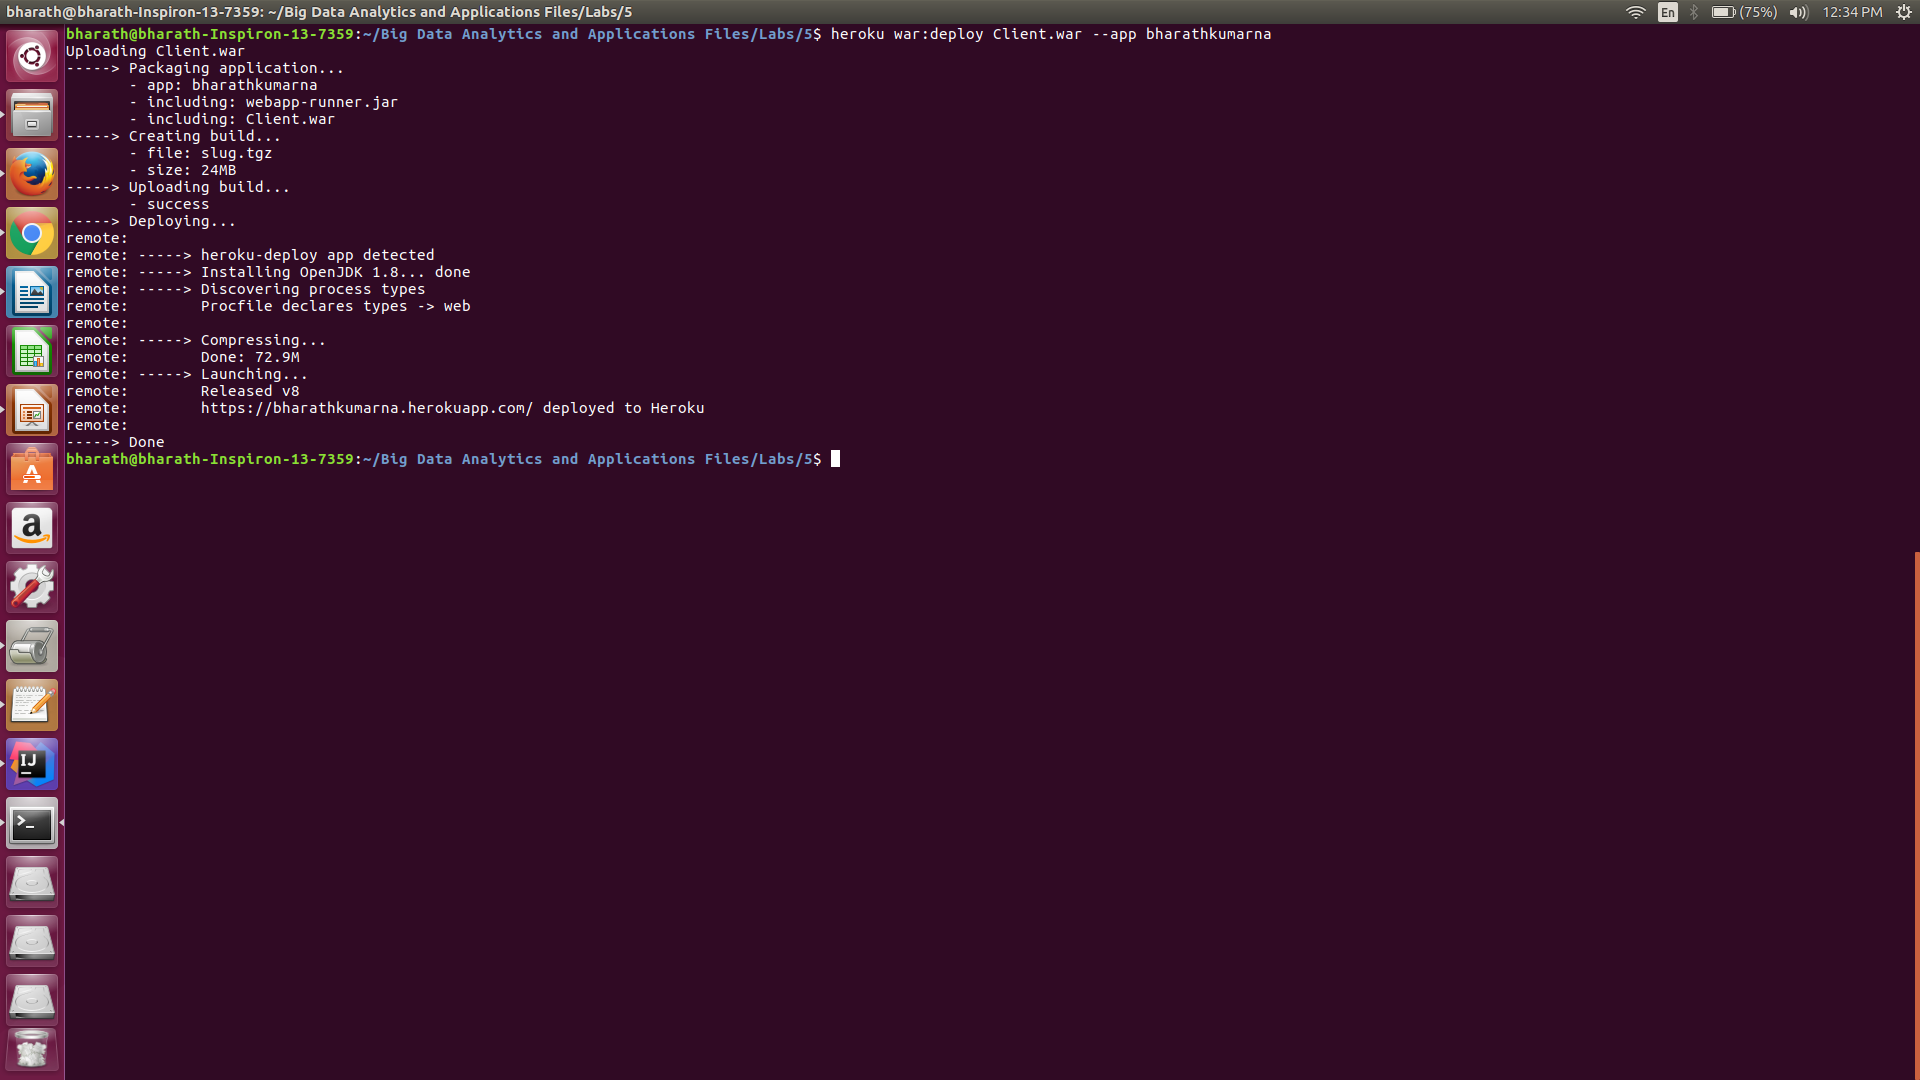 bharath@bharath-Inspiron-13-7359: ~/Big Data Analytics and Applications Files/Labs/5
En (75%) 12:34 PM
bharath@bharath-Inspiron-13-7359:~/Big Data Analytics and Applications Files/Labs/5$ heroku war:deploy Client.war --app bharathkumarna
Uploading Client.war
-----> Packaging application...
       - app: bharathkumarna
       - including: webapp-runner.jar
       - including: Client.war
-----> Creating build...
       - file: slug.tgz
       - size: 24MB
-----> Uploading build...
       - success
-----> Deploying...
remote:
remote: -----> heroku-deploy app detected
remote: -----> Installing OpenJDK 1.8... done
remote: -----> Discovering process types
remote:        Procfile declares types -> web
remote:
remote: -----> Compressing...
remote:        Done: 72.9M
remote: -----> Launching...
remote:        Released v8
remote:        https://bharathkumarna.herokuapp.com/ deployed to Heroku
remote:
-----> Done
bharath@bharath-Inspiron-13-7359:~/Big Data Analytics and Applications Files/Labs/5$
A
a
IJ
>_